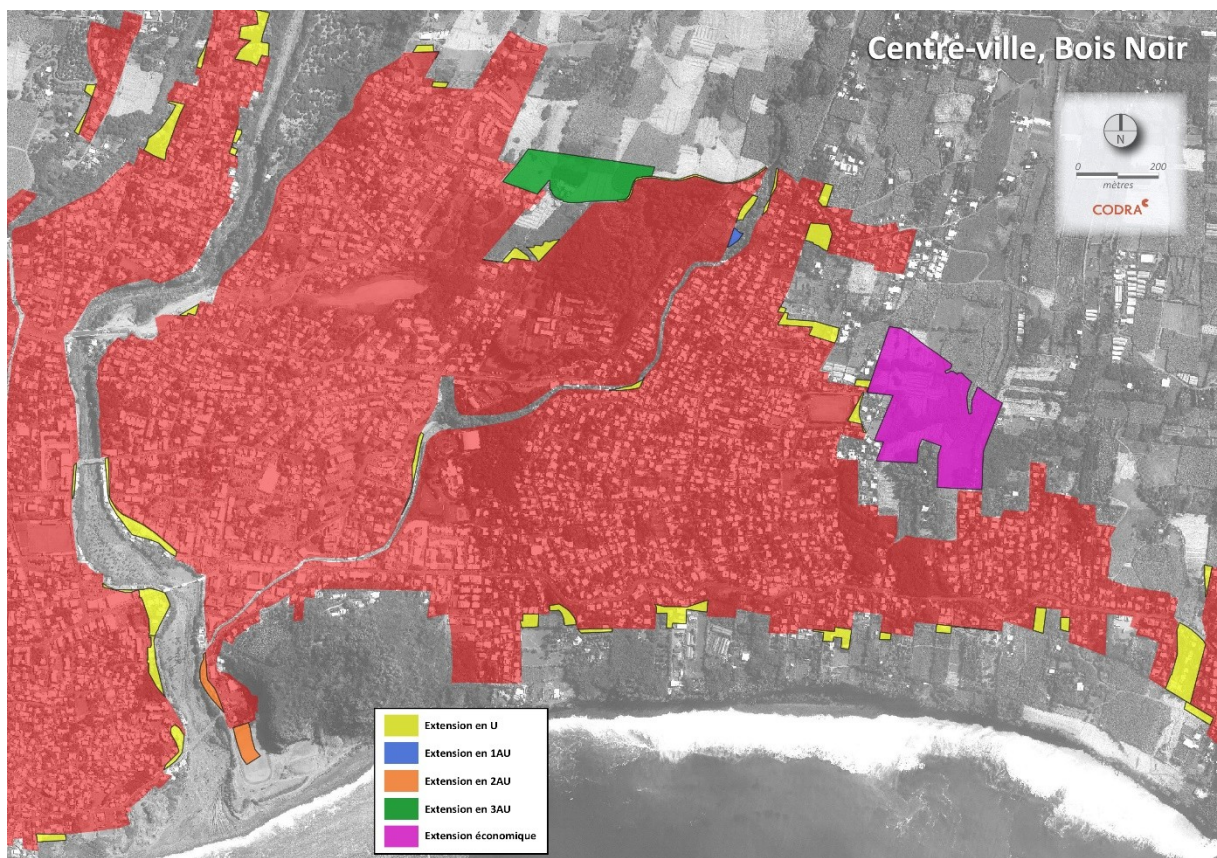 Centre-ville, Bois Noir
N
0 200
mètres
CODRA
Extension en U
Extension en 1AU
Extension en 2AU
Extension en 3AU
Extension économique